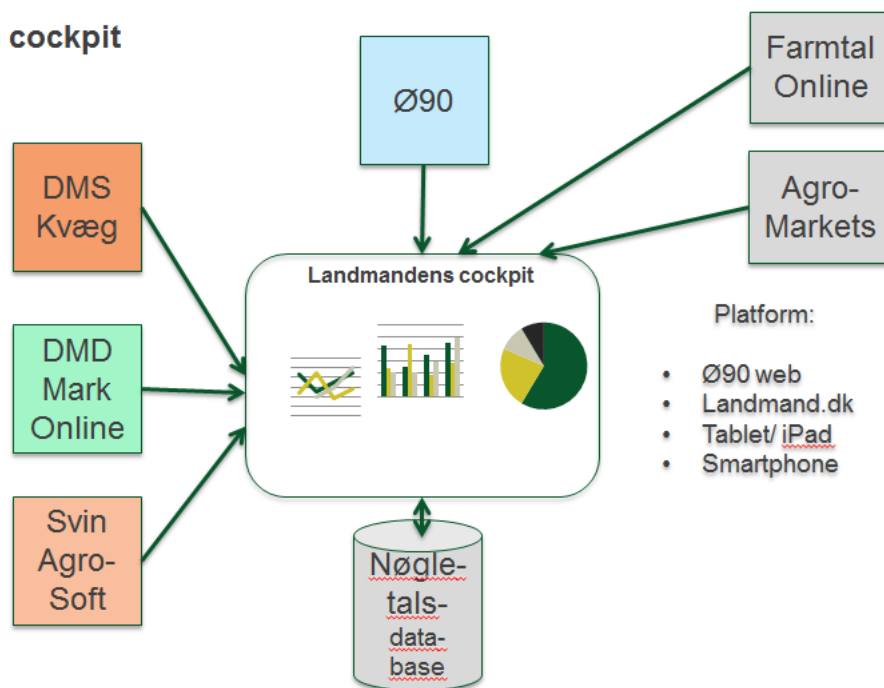 cockpit
Ø90
Farmtal
Online
DMS
Kvæg
Agro-
Markets
Landmandens cockpit
DMD
Mark
Online
Platform:
• Ø90 web
• Landmand.dk
• Tablet/ iPad
• Smartphone
Svin
Agro-
Soft
Nøgle-
tals-
data-
base